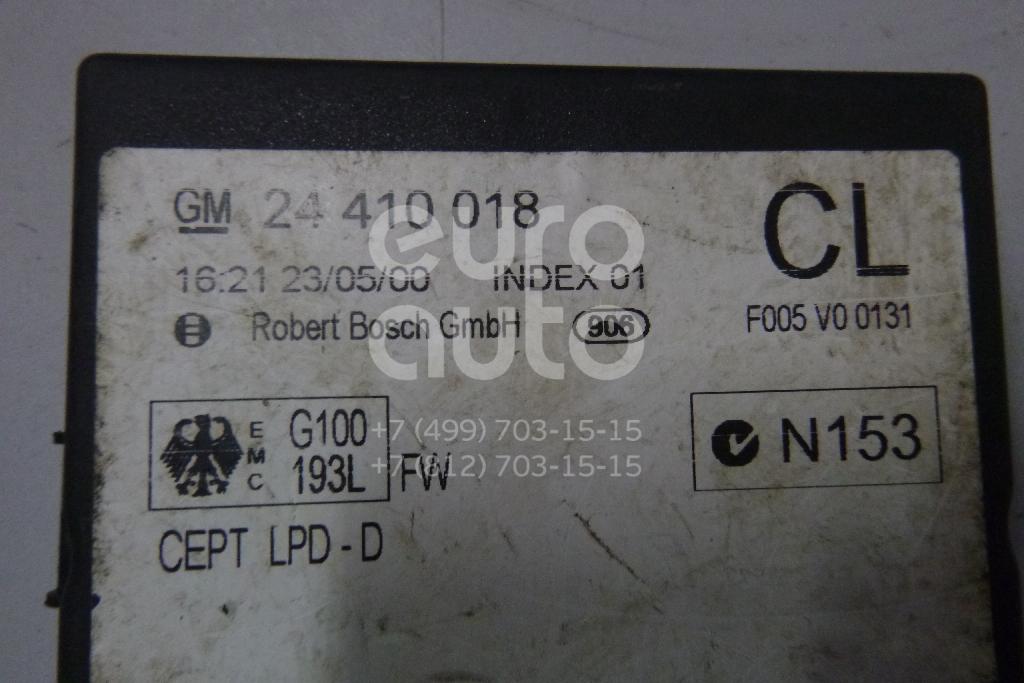 GM 24 410 018
CL
16:21 23/05/00 INDEX 01
Robert Bosch GmbH 906
F005 V0 0131
euro
auto
EMC G100
193L FW
N153
+7 (499) 703-15-15
+7 (812) 703-15-15
CEPT LPD - D